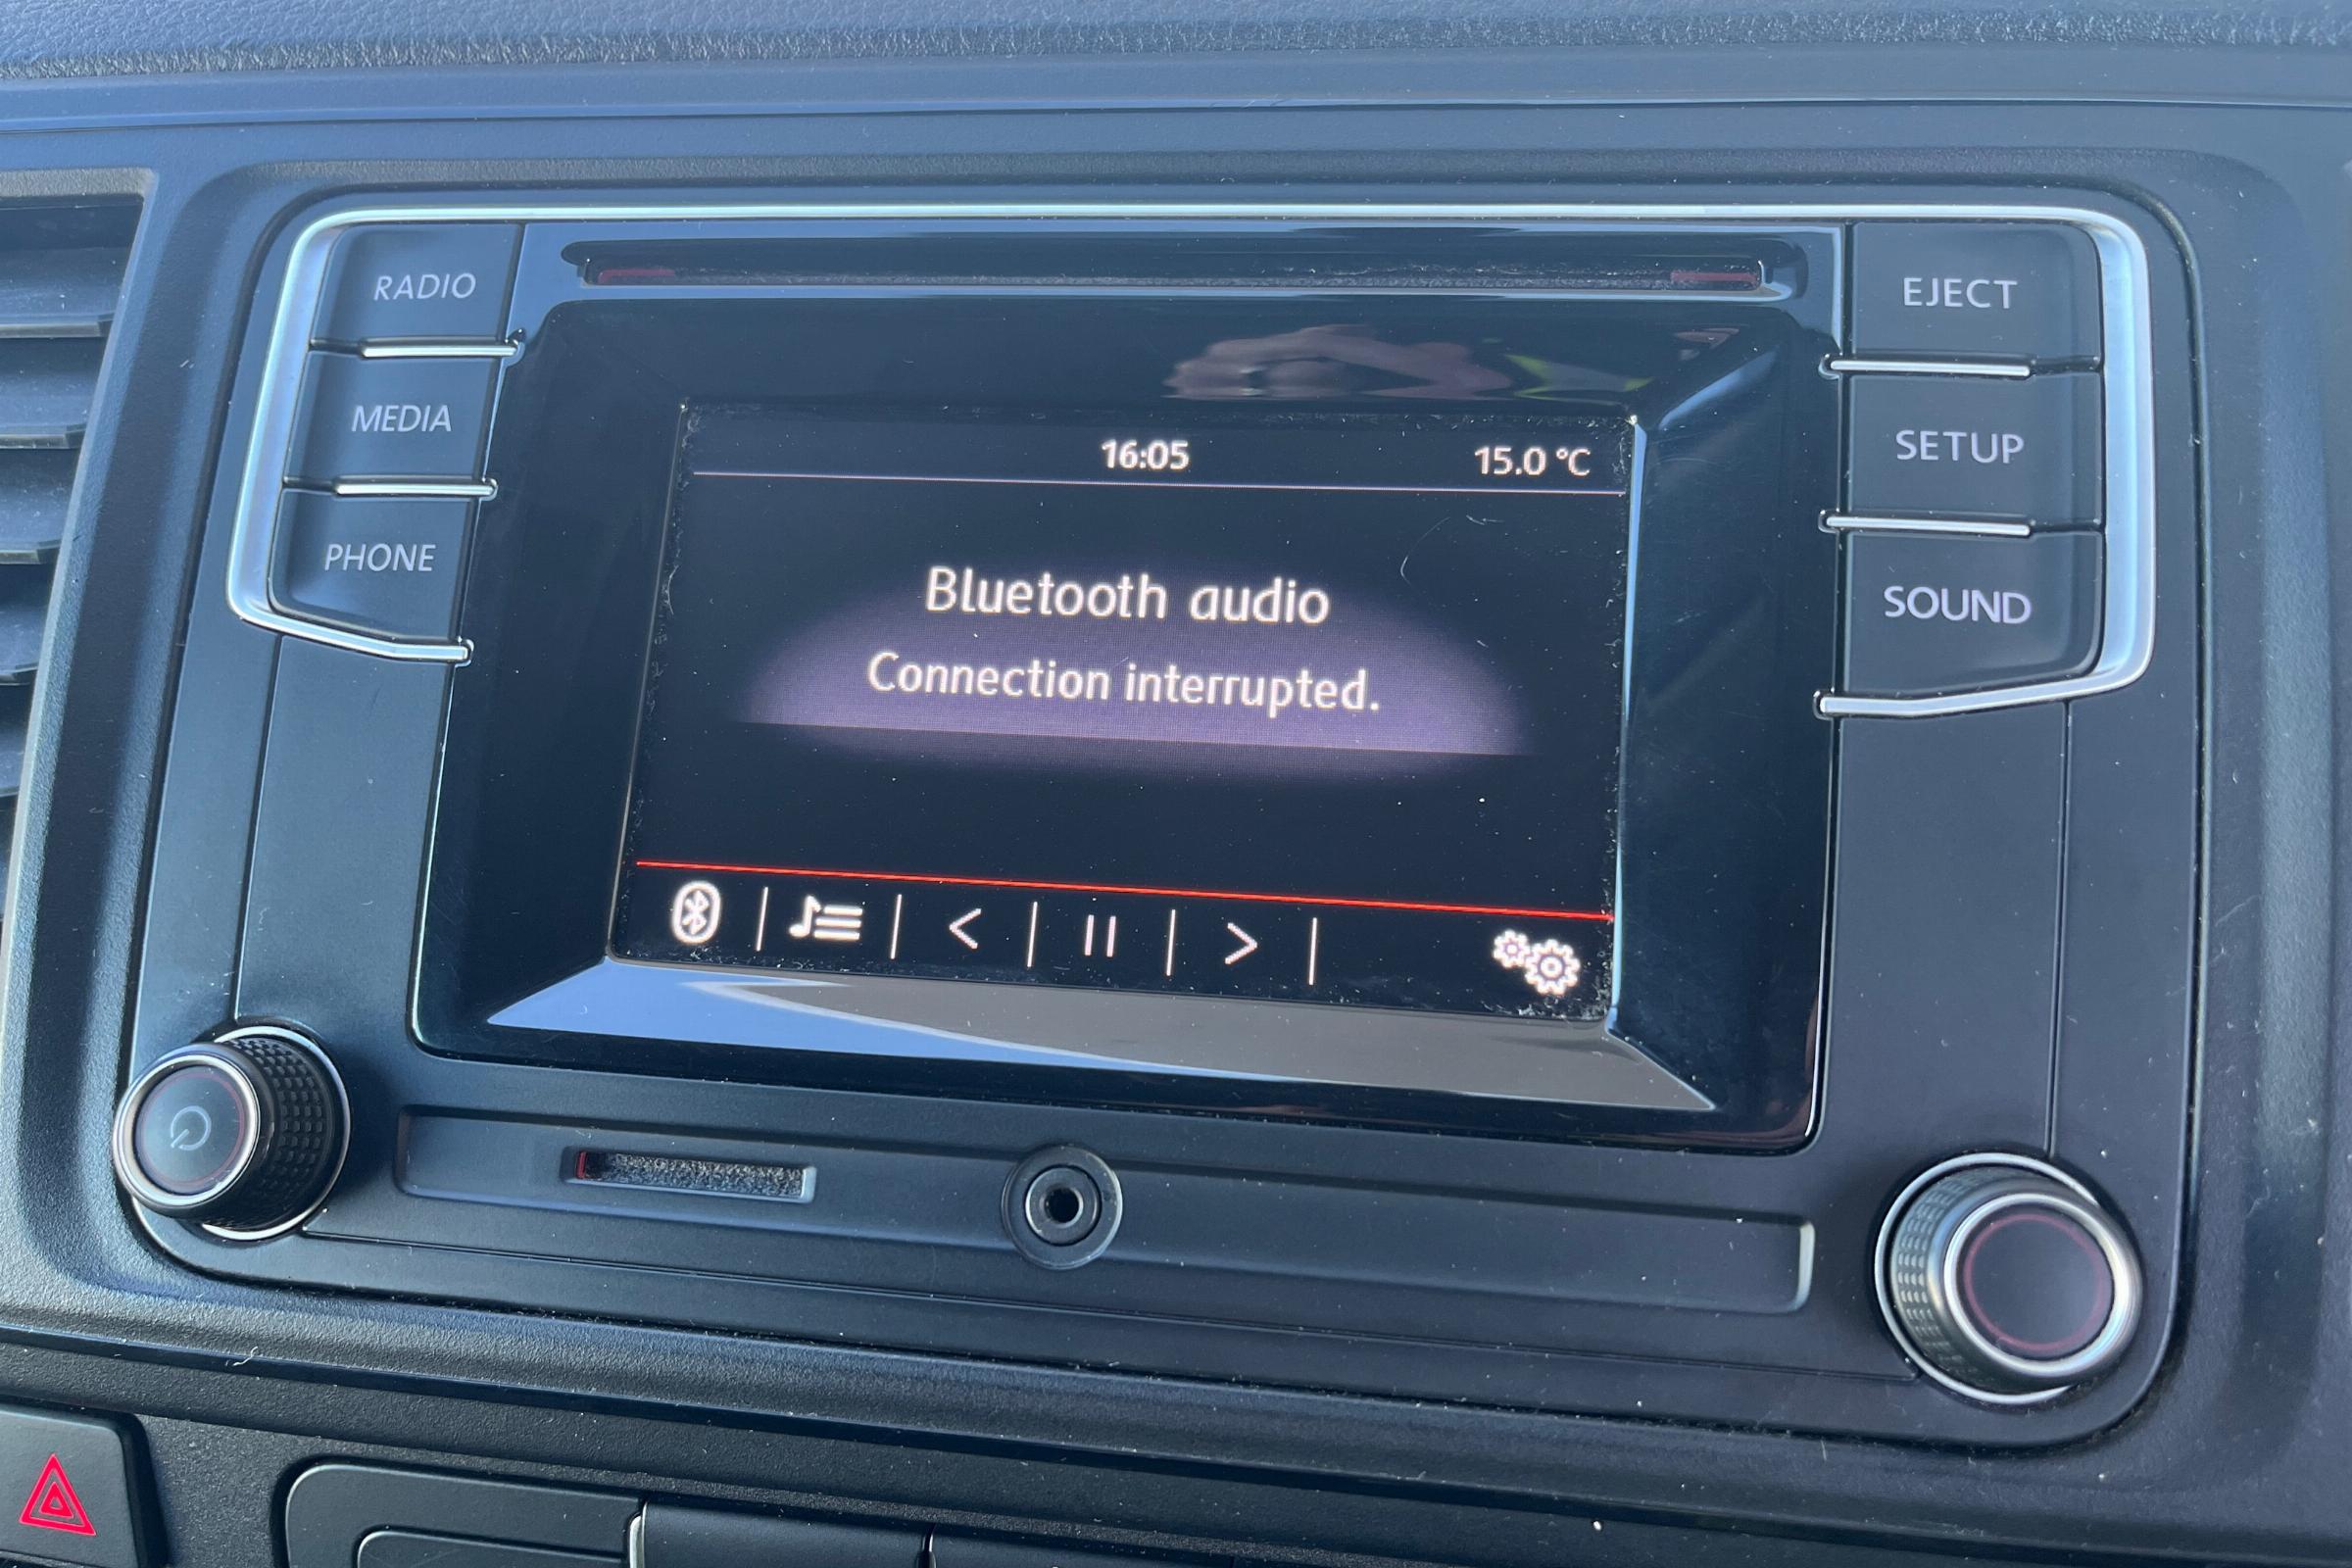 RADIO
MEDIA
PHONE
16:05 15.0 °C
Bluetooth audio
Connection interrupted.
EJECT
SETUP
SOUND